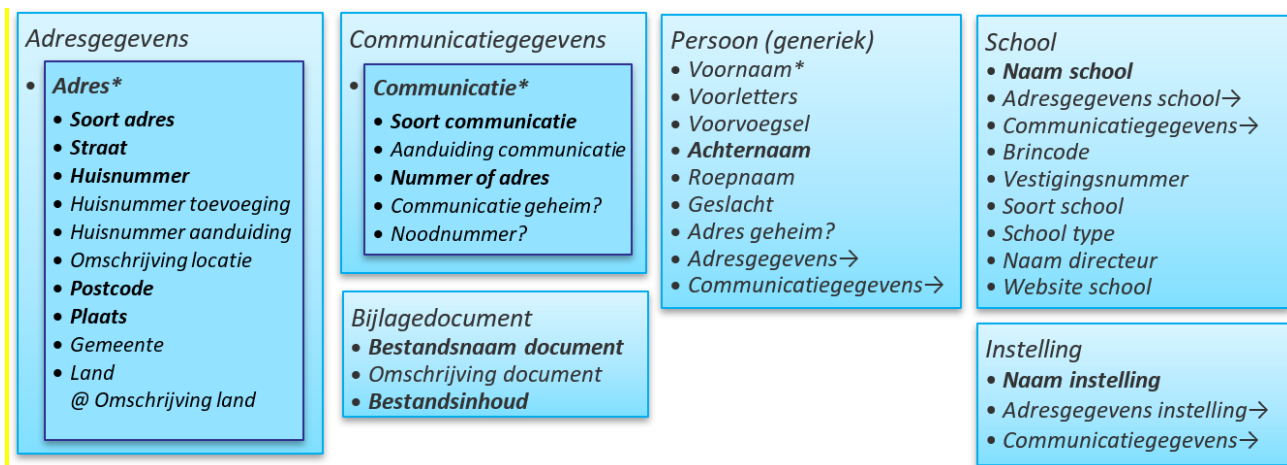 Adresgegevens
• Adres*
• Soort adres
• Straat
• Huisnummer
• Huisnummer toevoeging
• Huisnummer aanduiding
• Omschrijving locatie
• Postcode
• Plaats
• Gemeente
• Land
@ Omschrijving land
Communicatiegegevens
• Communicatie*
• Soort communicatie
• Aanduiding communicatie
• Nummer of adres
• Communicatie geheim?
• Noodnummer?
Bijlagedocument
• Bestandsnaam document
• Omschrijving document
• Bestandsinhoud
Persoon (generiek)
• Voornaam*
• Voorletters
• Voorvoegsel
• Achternaam
• Roepnaam
• Geslacht
• Adres geheim?
• Adresgegevens→
• Communicatiegegevens→
School
• Naam school
• Adresgegevens school→
• Communicatiegegevens→
• Brincode
• Vestigingsnummer
• Soort school
• School type
• Naam directeur
• Website school
Instelling
• Naam instelling
• Adresgegevens instelling→
• Communicatiegegevens→